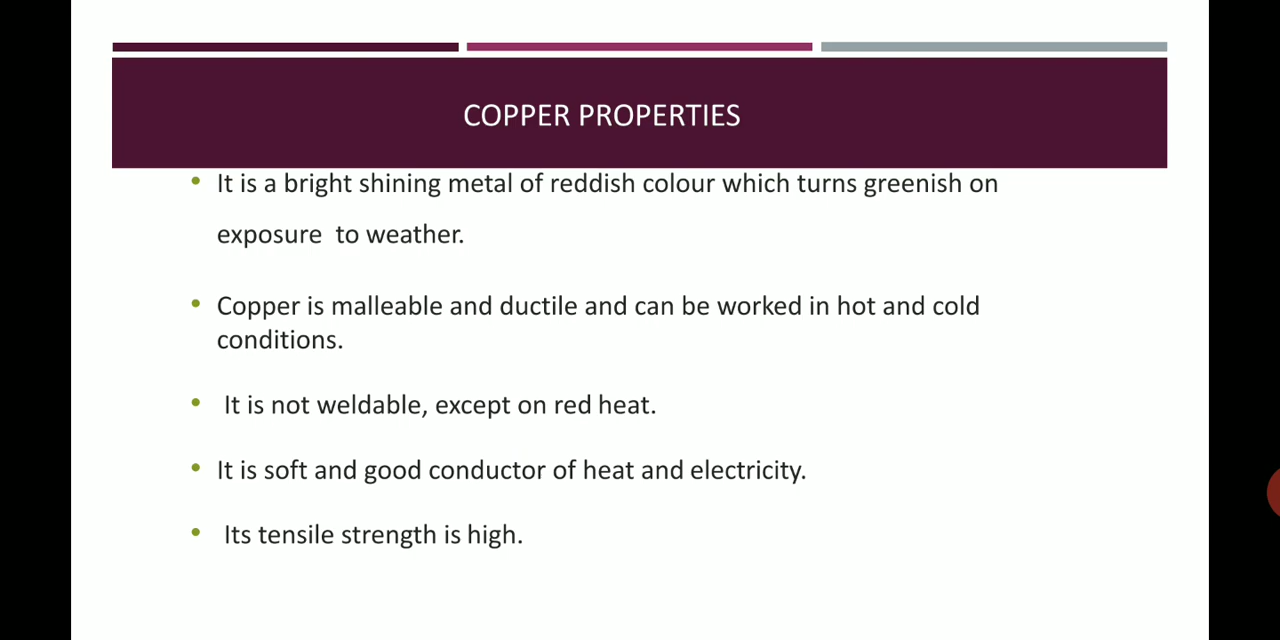 COPPER PROPERTIES
• It is a bright shining metal of reddish colour which turns greenish on
exposure  to weather.
• Copper is malleable and ductile and can be worked in hot and cold
conditions.
• It is not weldable, except on red heat.
• It is soft and good conductor of heat and electricity.
• Its tensile strength is high.